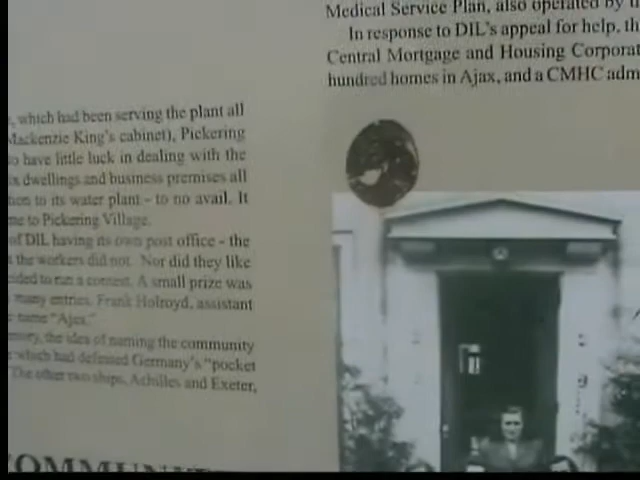 Medical Service Plan, also operated by
In response to DIL's appeal for help, th
Central Mortgage and Housing Corporat
hundred homes in Ajax, and a CMHC adm
, which had been serving the plant all
Mackenzie King's cabinet), Pickering
o have little luck in dealing with the
x dwellings and business premises all
tion to its water plant - to no avail. It
me to Pickering Village.
of DIL having its own post office - the
the workers did not. Nor did they like
cided to run a contest. A small prize was
many entries. Frank Holroyd, assistant
name "Ajax."
the idea of naming the community
which had defeated Germany's "pocket
The other two ships, Achilles and Exeter,